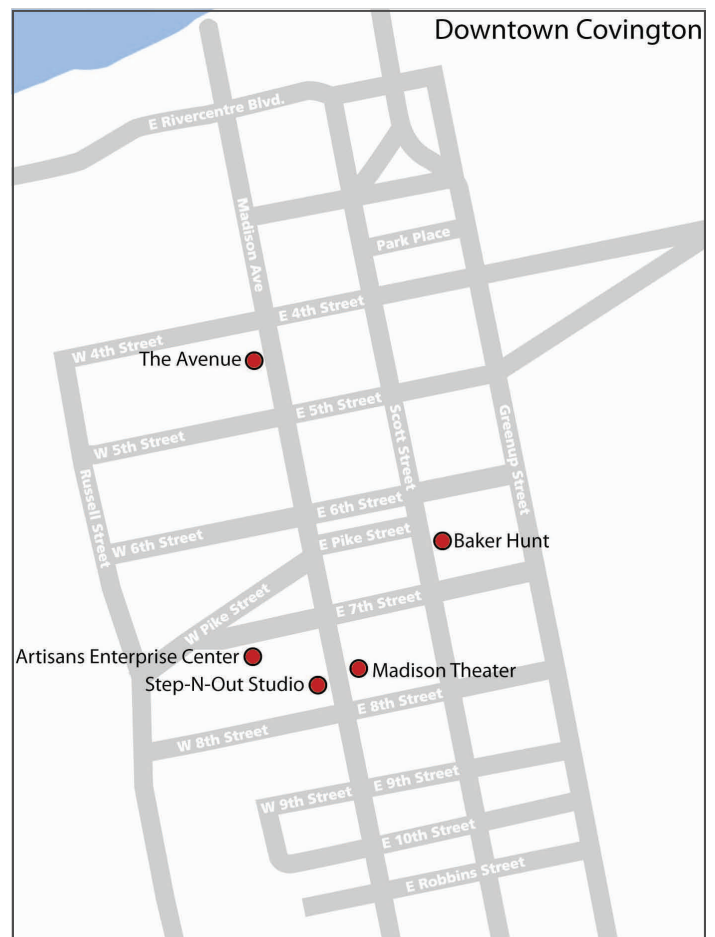 Downtown Covington
E Rivercentre Blvd.
Madison Ave
Park Place
E 4th Street
W 4th Street
The Avenue
E 5th Street
Scott Street
Greenup Street
W 5th Street
Russell Street
E 6th Street
W 6th Street
E Pike Street
Baker Hunt
W Pike Street
E 7th Street
Artisans Enterprise Center
Madison Theater
Step-N-Out Studio
E 8th Street
W 8th Street
E 9th Street
W 9th Street
E 10th Street
E Robbins Street